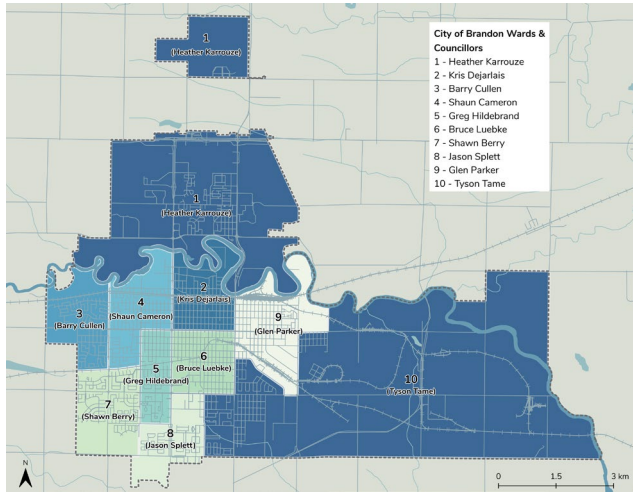 City of Brandon Wards &
Councillors
1 - Heather Karrouze
2 - Kris Dejarlais
3 - Barry Cullen
4 - Shaun Cameron
5 - Greg Hildebrand
6 - Bruce Luebke
7 - Shawn Berry
8 - Jason Splett
9 - Glen Parker
10 - Tyson Tame
1
(Heather Karrouze)
1
(Heather Karrouze)
2
(Kris Dejarlais)
3
(Barry Cullen)
4
(Shaun Cameron)
9
(Glen Parker)
6
(Bruce Luebke)
5
(Greg Hildebrand)
10
(Tyson Tame)
7
(Shawn Berry)
8
(Jason Splett)
N
0 1.5 3 km